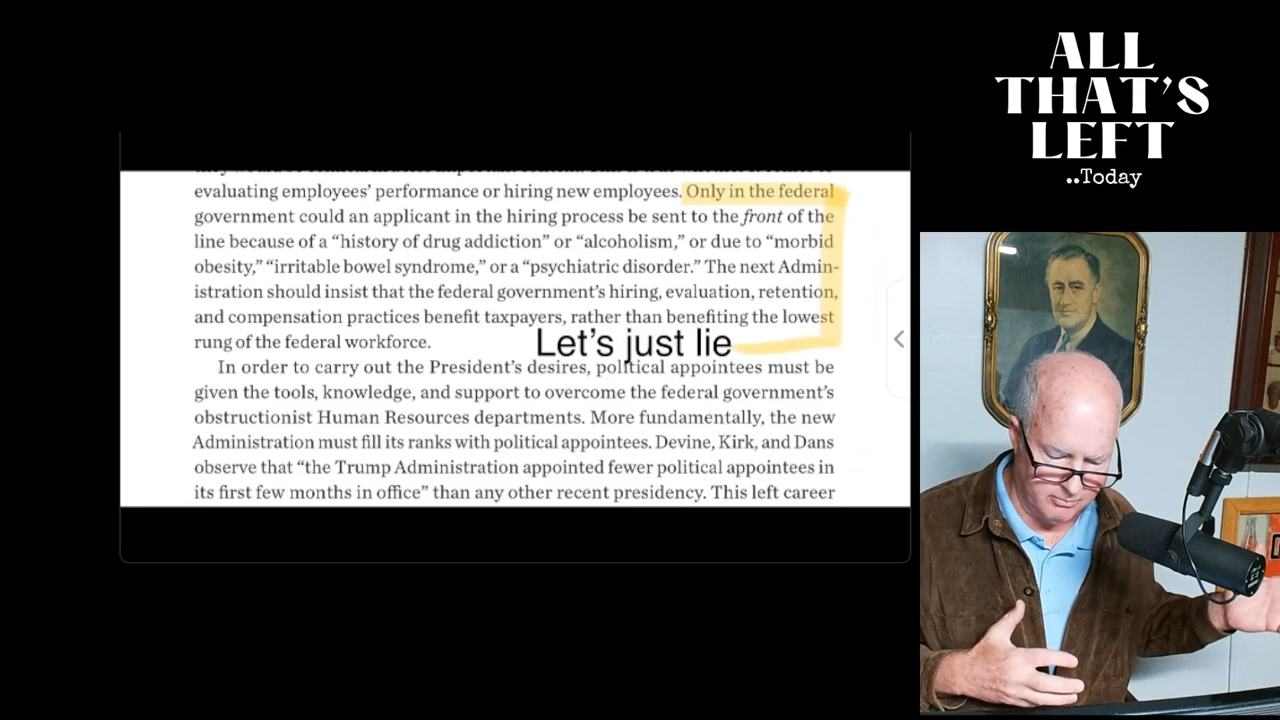 ALL
THAT'S
LEFT
..Today
evaluating employees' performance or hiring new employees. Only in the federal
government could an applicant in the hiring process be sent to the front of the
line because of a “history of drug addiction” or “alcoholism,” or due to “morbid
obesity,” “irritable bowel syndrome,” or a “psychiatric disorder.” The next Admin-
istration should insist that the federal government's hiring, evaluation, retention,
and compensation practices benefit taxpayers, rather than benefiting the lowest
rung of the federal workforce.
Let's just lie
In order to carry out the President's desires, political appointees must be
given the tools, knowledge, and support to overcome the federal government's
obstructionist Human Resources departments. More fundamentally, the new
Administration must fill its ranks with political appointees. Devine, Kirk, and Dans
observe that “the Trump Administration appointed fewer political appointees in
its first few months in office” than any other recent presidency. This left career